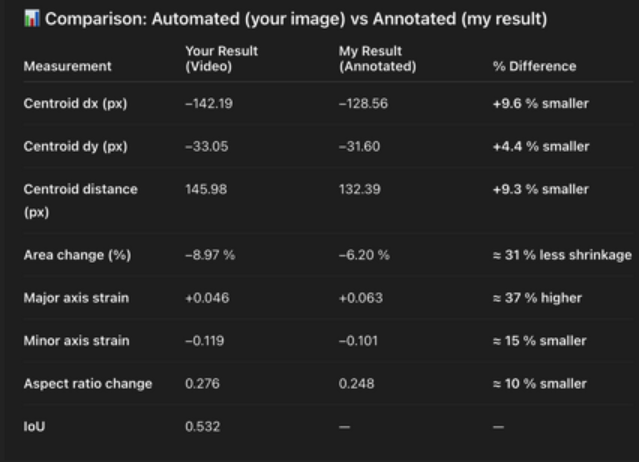 📊 Comparison: Automated (your image) vs Annotated (my result)
Measurement Your Result (Video) My Result (Annotated) % Difference
Centroid dx (px) −142.19 −128.56 +9.6 % smaller
Centroid dy (px) −33.05 −31.60 +4.4 % smaller
Centroid distance (px) 145.98 132.39 +9.3 % smaller
Area change (%) −8.97 % −6.20 % ≈ 31 % less shrinkage
Major axis strain +0.046 +0.063 ≈ 37 % higher
Minor axis strain −0.119 −0.101 ≈ 15 % smaller
Aspect ratio change 0.276 0.248 ≈ 10 % smaller
IoU 0.532 — —